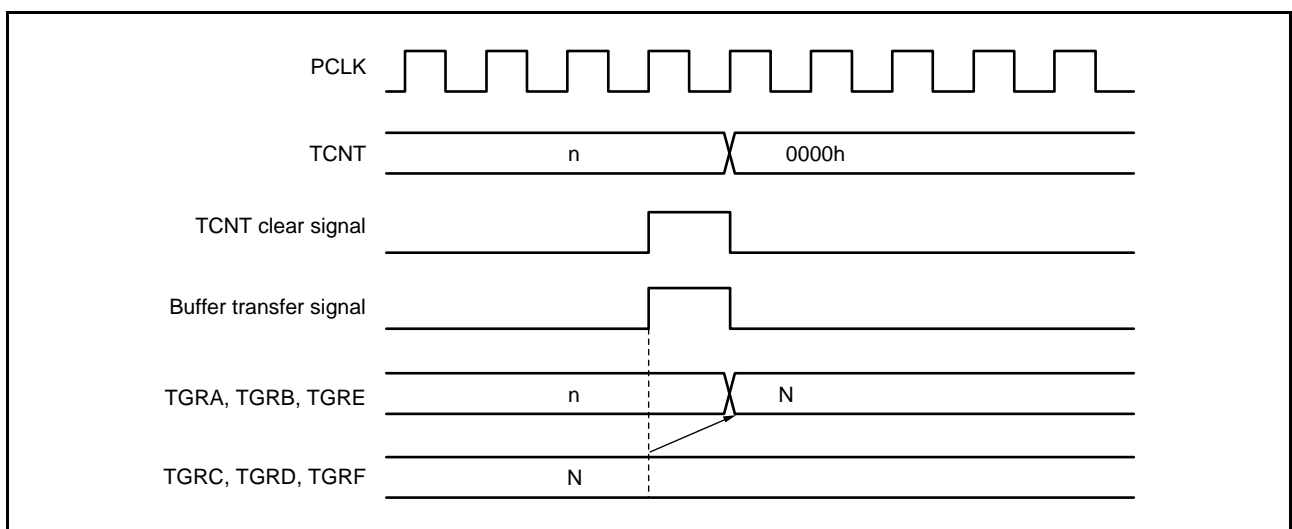 PCLK
TCNT n 0000h
TCNT clear signal
Buffer transfer signal
TGRA, TGRB, TGRE n N
TGRC, TGRD, TGRF N